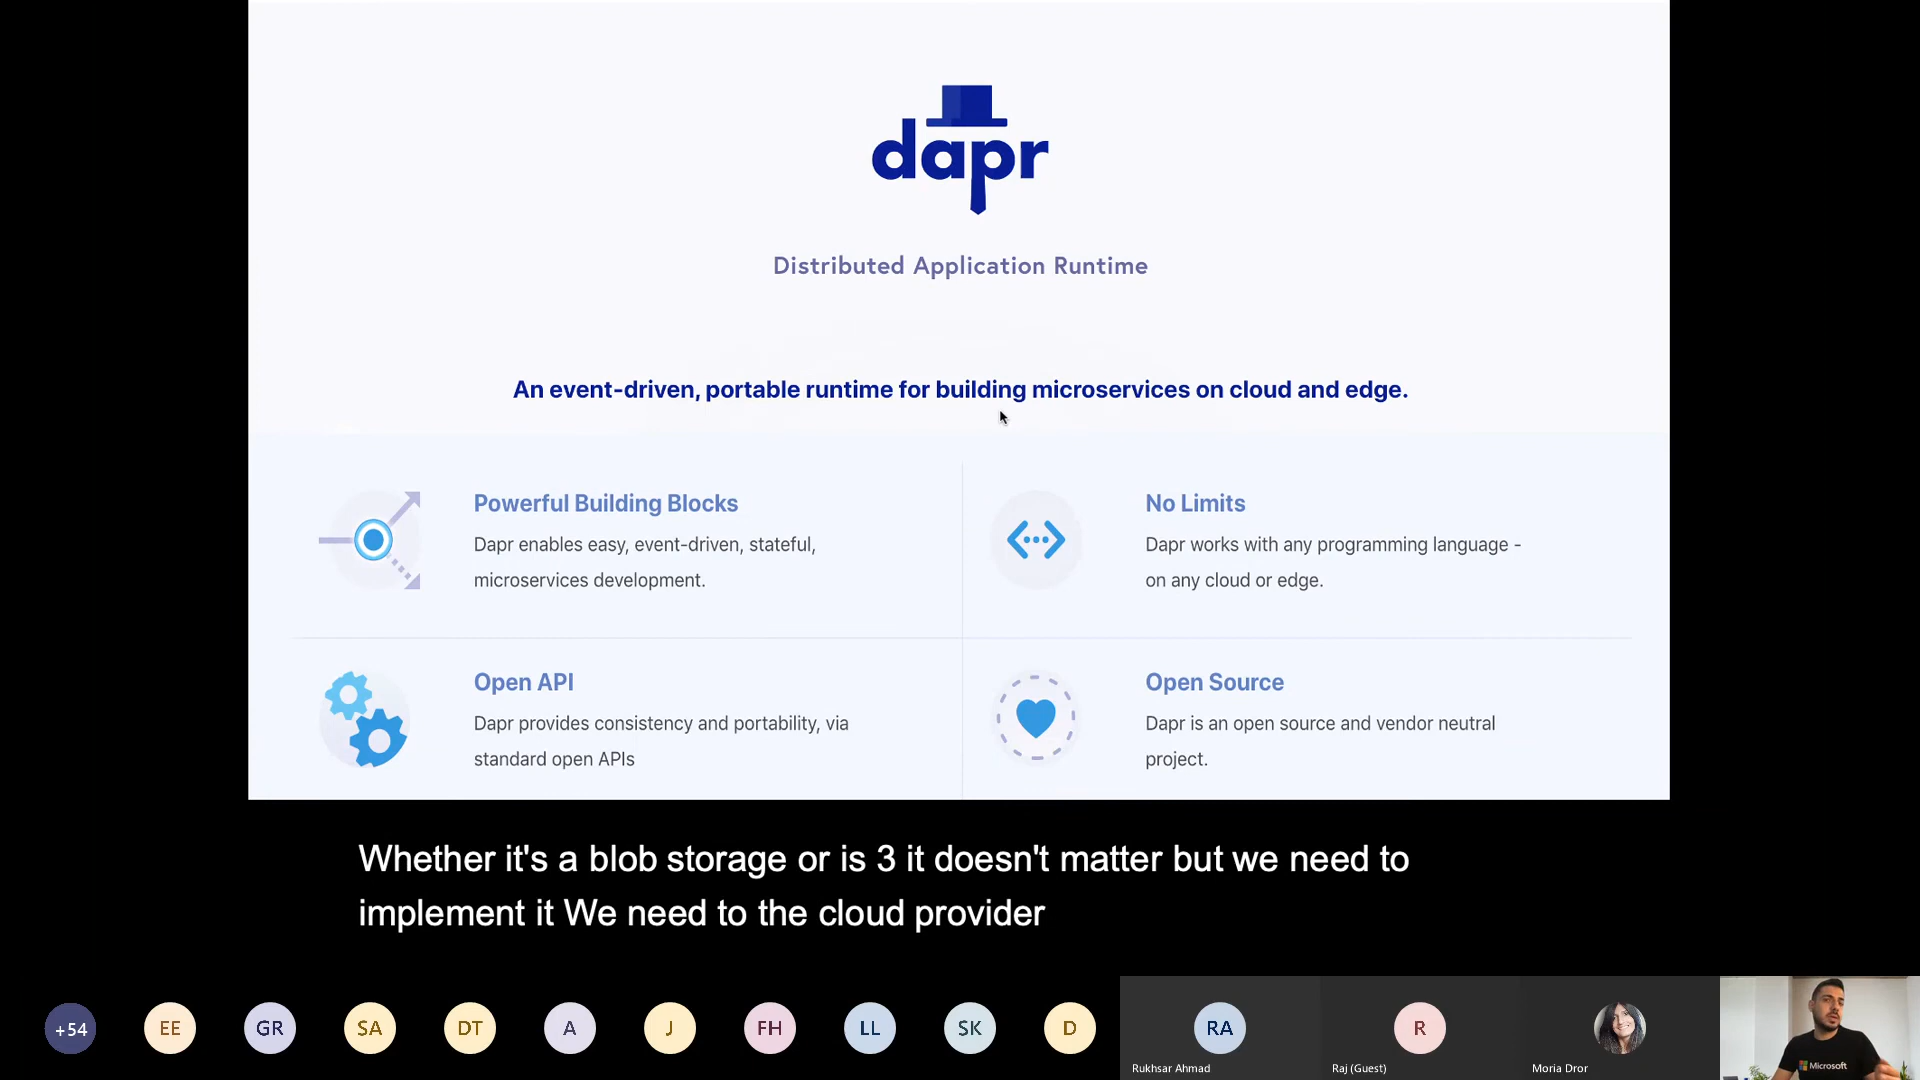 dapr
Distributed Application Runtime
An event-driven, portable runtime for building microservices on cloud and edge.
Powerful Building Blocks
Dapr enables easy, event-driven, stateful,
microservices development.
No Limits
Dapr works with any programming language -
on any cloud or edge.
Open API
Dapr provides consistency and portability, via
standard open APIs
Open Source
Dapr is an open source and vendor neutral
project.
Whether it's a blob storage or is 3 it doesn't matter but we need to
implement it We need to the cloud provider
+54
EE
GR
SA
DT
A
J
FH
LL
SK
D
RA
Rukhsar Ahmad
R
Raj (Guest)
Moria Dror
Microsoft